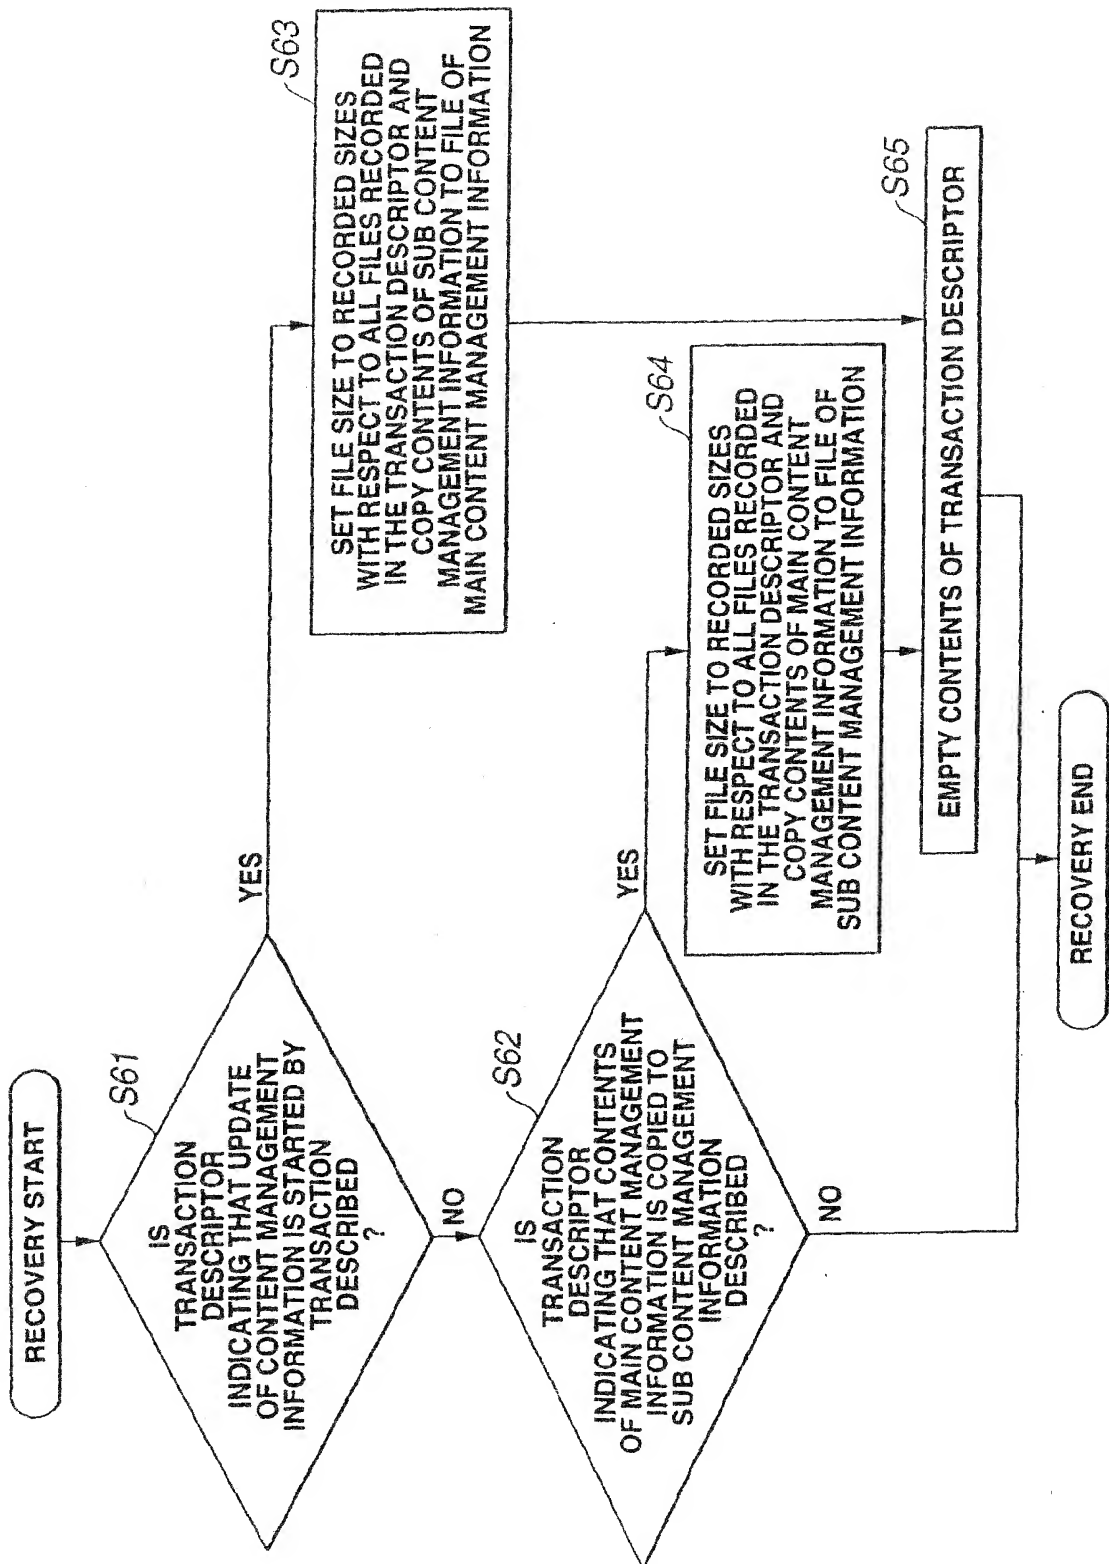 RECOVERY START
S61
IS
TRANSACTION
DESCRIPTOR
INDICATING THAT UPDATE
OF CONTENT MANAGEMENT
INFORMATION IS STARTED BY
TRANSACTION
DESCRIBED
?
YES
NO
S63
SET FILE SIZE TO RECORDED SIZES
WITH RESPECT TO ALL FILES RECORDED
IN THE TRANSACTION DESCRIPTOR AND
COPY CONTENTS OF SUB CONTENT
MANAGEMENT INFORMATION TO FILE OF
MAIN CONTENT MANAGEMENT INFORMATION
S62
IS
TRANSACTION
DESCRIPTOR
INDICATING THAT CONTENTS
OF MAIN CONTENT MANAGEMENT
INFORMATION IS COPIED TO
SUB CONTENT MANAGEMENT
INFORMATION
DESCRIBED
?
YES
NO
S64
SET FILE SIZE TO RECORDED SIZES
WITH RESPECT TO ALL FILES RECORDED
IN THE TRANSACTION DESCRIPTOR AND
COPY CONTENTS OF MAIN CONTENT
MANAGEMENT INFORMATION TO FILE OF
SUB CONTENT MANAGEMENT INFORMATION
S65
EMPTY CONTENTS OF TRANSACTION DESCRIPTOR
RECOVERY END